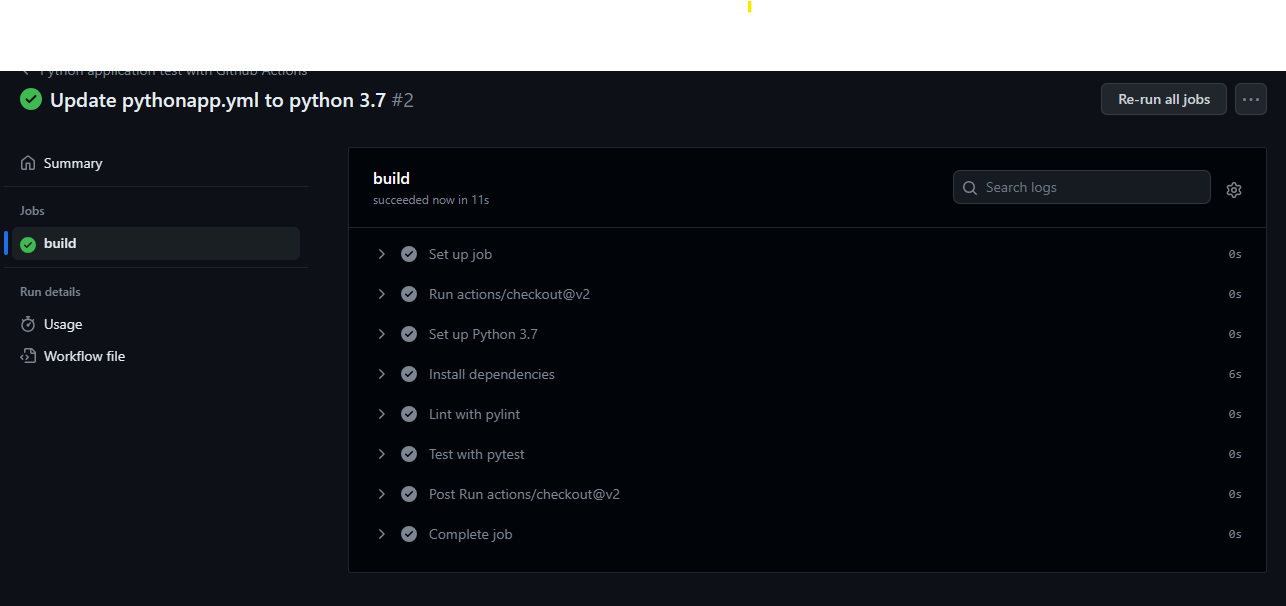 Python application test with Github Actions
Update pythonapp.yml to python 3.7 #2
Re-run all jobs
Summary
Jobs
build
Run details
Usage
Workflow file
build
succeeded now in 11s
Search logs
Set up job 0s
Run actions/checkout@v2 0s
Set up Python 3.7 0s
Install dependencies 6s
Lint with pylint 0s
Test with pytest 0s
Post Run actions/checkout@v2 0s
Complete job 0s